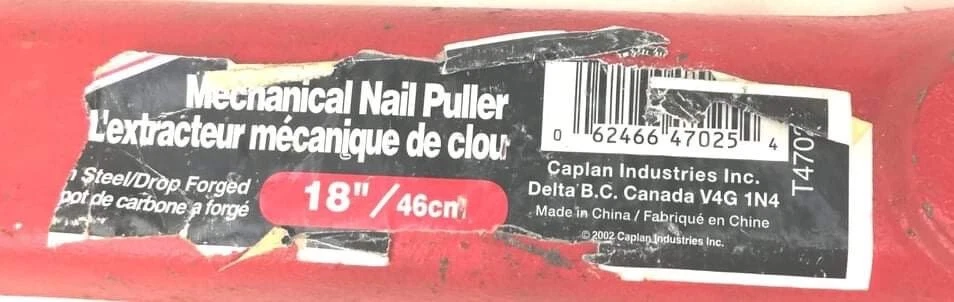 Mechanical Nail Puller
L'extracteur mécanique de clou
Steel/Drop Forged
de carbone a forgé
18"/46cm
0 62466 47025 4
Caplan Industries Inc.
Delta B.C. Canada V4G 1N4
Made in China / Fabriqué en Chine
© 2002 Caplan Industries Inc.
T4702